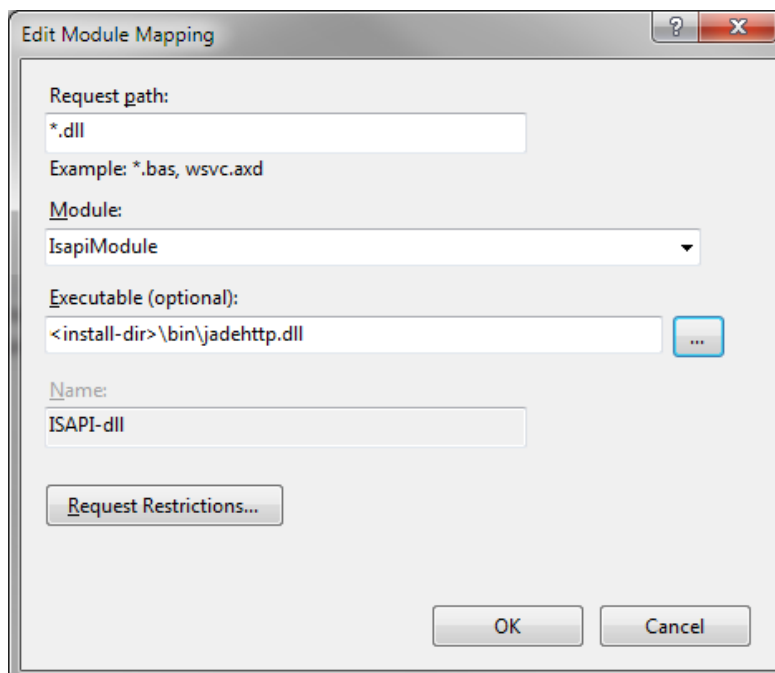 Edit Module Mapping
?
X
Request path:
*.dll
Example: *.bas, wsvc.axd
Module:
IsapiModule
Executable (optional):
<install-dir>\bin\jadehttp.dll
...
Name:
ISAPI-dll
Request Restrictions...
OK Cancel